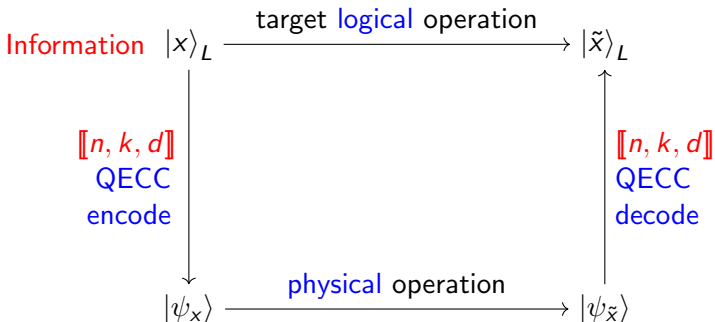 target logical operation
Information |x⟩_L |x̃⟩_L
⟦n, k, d⟧ ⟦n, k, d⟧
QECC QECC
encode decode
physical operation
|ψ_x⟩ |ψ_x̃⟩